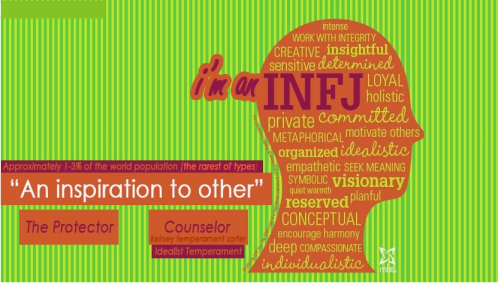 intense
WORK WITH INTEGRITY
CREATIVE insightful
sensitive determined
i'm an INFJ LOYAL
holistic
private committed
METAPHORICAL motivate others
organized idealistic
empathetic SEEK MEANING
SYMBOLIC visionary
quiet warmth
reserved planful
CONCEPTUAL
encourage harmony
deep COMPASSIONATE
individualistic
Approximately 1-3% of the world population (the rarest of types
"An inspiration to other"
The Protector
Counselor
keirsey temperament sorter
Idealist Temperament